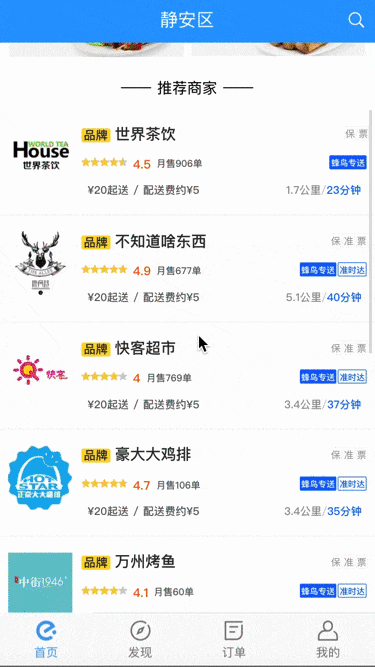 静安区
推荐商家
WORLD TEA
House
世界茶饮
品牌 世界茶饮
保 票
4.5 月售906单
蜂鸟专送
¥20起送 / 配送费约¥5
1.7公里/23分钟
品牌 不知道啥东西
保 准 票
4.9 月售677单
蜂鸟专送 准时达
¥20起送 / 配送费约¥5
5.1公里/40分钟
快客
品牌 快客超市
保 准 票
4 月售769单
蜂鸟专送 准时达
¥20起送 / 配送费约¥5
3.4公里/37分钟
HOT STAR
正豪大大雞排
品牌 豪大大鸡排
保 准 票
4.7 月售106单
蜂鸟专送 准时达
¥20起送 / 配送费约¥5
3.4公里/35分钟
中街1946
品牌 万州烤鱼
保 准 票
4.1 月售60单
蜂鸟专送 准时达
首页
发现
订单
我的